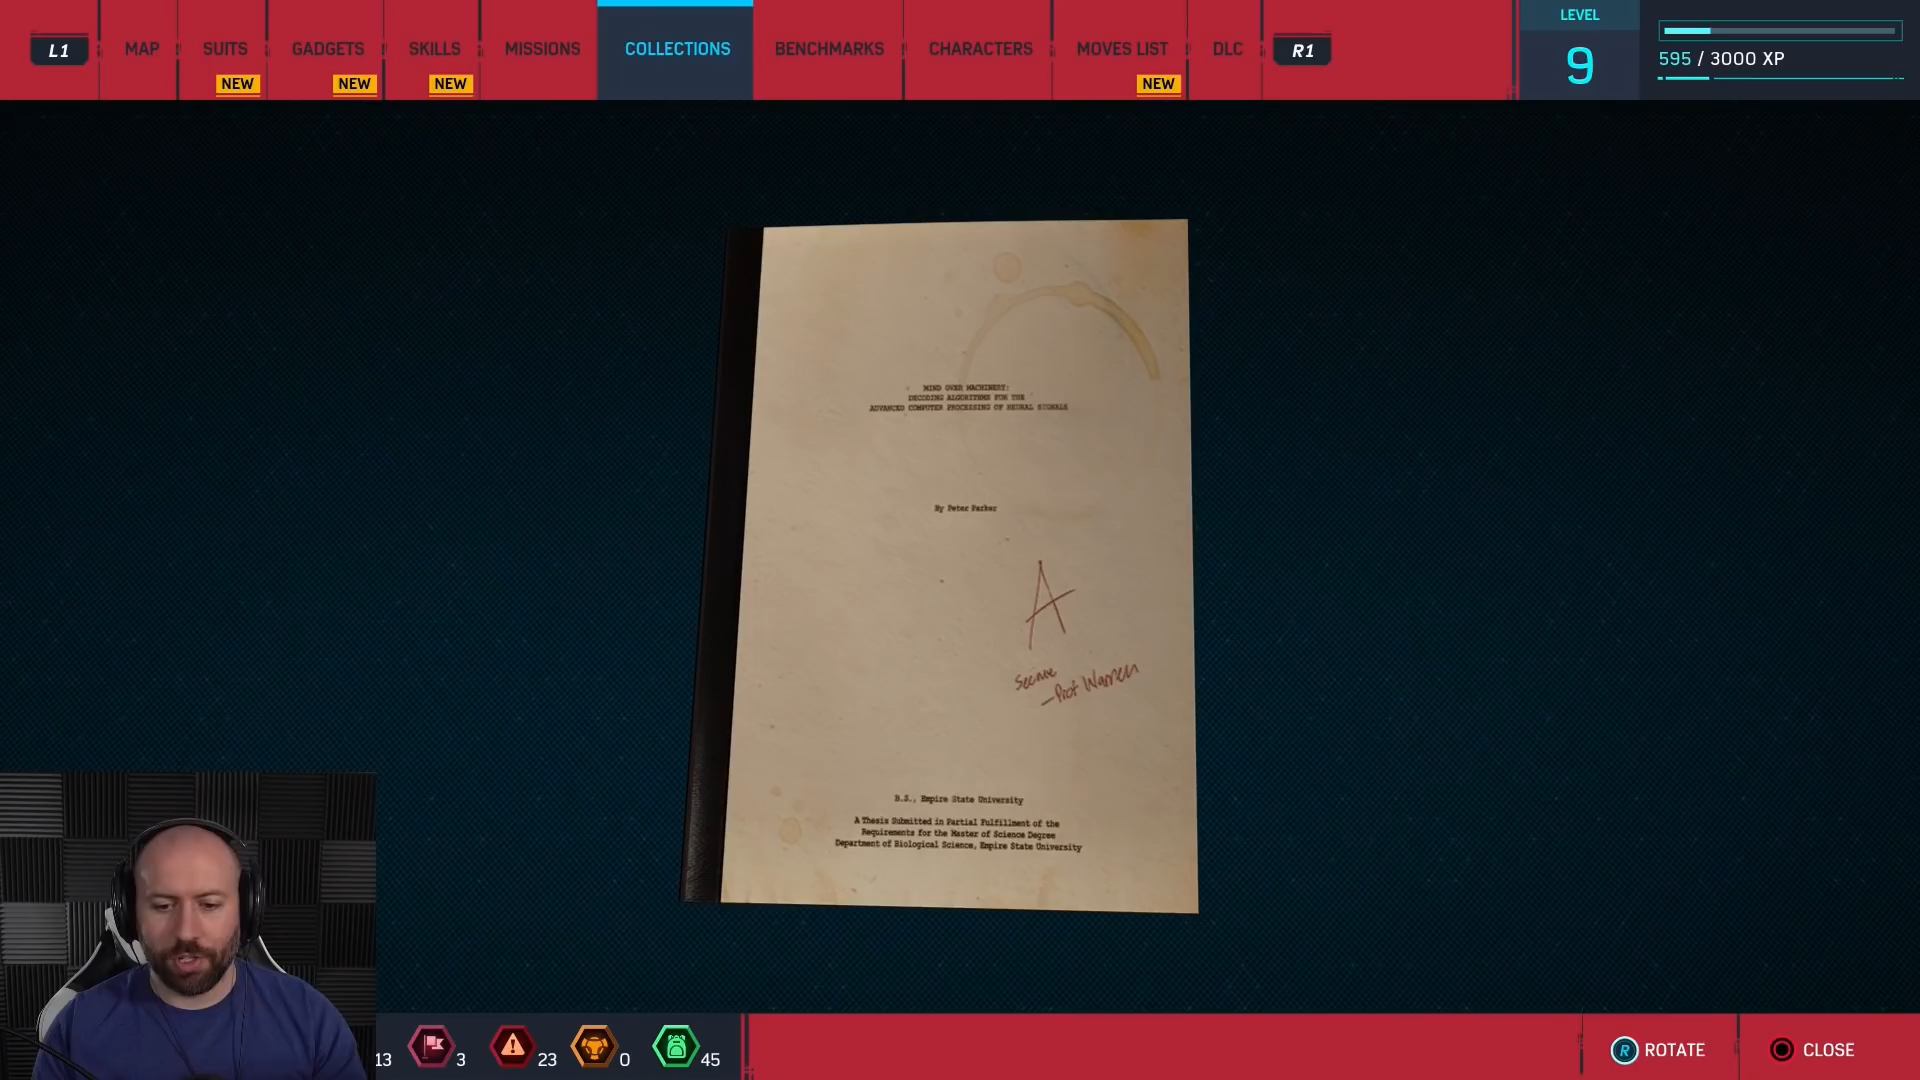 L1
MAP
SUITS
NEW
GADGETS
NEW
SKILLS
NEW
MISSIONS
COLLECTIONS
BENCHMARKS
CHARACTERS
MOVES LIST
NEW
DLC
R1
LEVEL
9
595 / 3000 XP
MIND OVER MACHINERY:
DECODING ALGORITHMS FOR THE
ADVANCED COMPUTER PROCESSING OF NEURAL SIGNALS
By Peter Parker
A
See me
—Prof Warren
B.S., Empire State University
A Thesis Submitted in Partial Fulfillment of the
Requirements for the Master of Science Degree
Department of Biological Science, Empire State University
13
3
23
0
45
R ROTATE
CLOSE